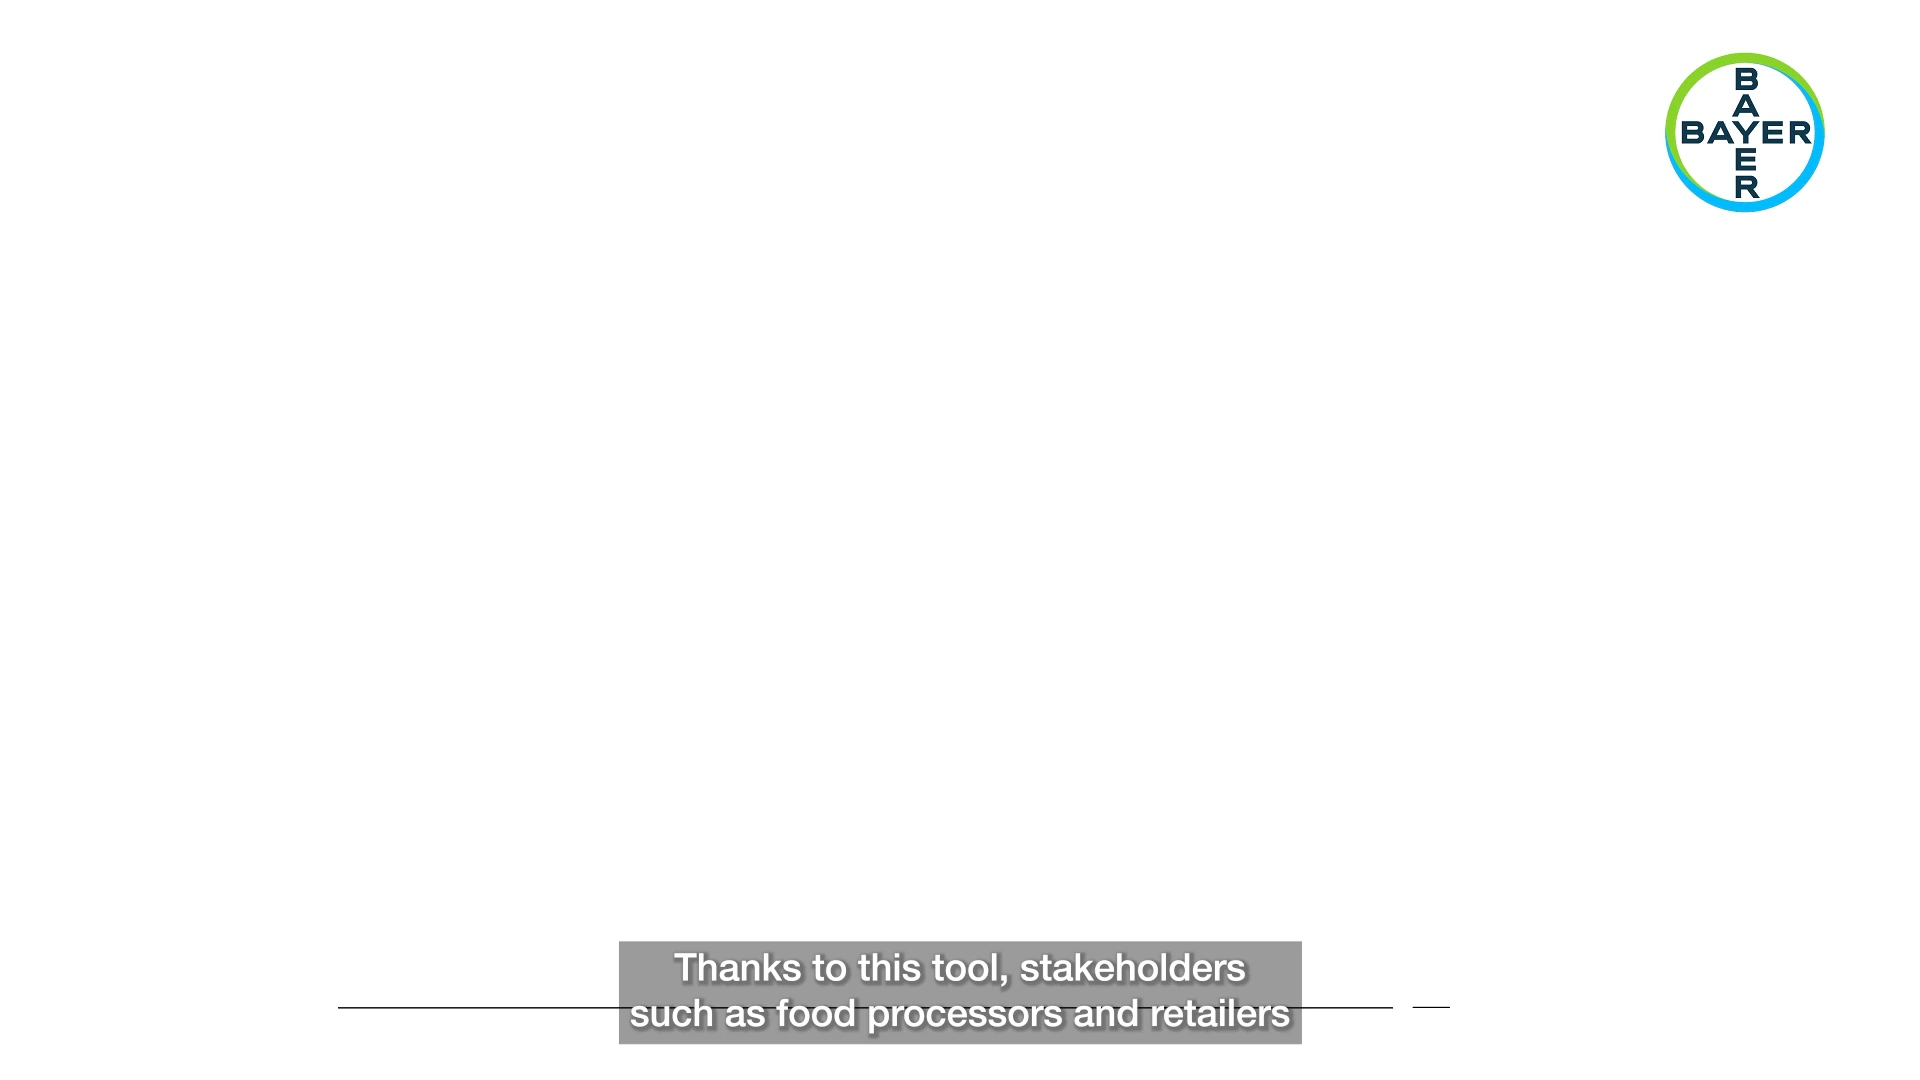 BAYER
BAYER
Thanks to this tool, stakeholders
such as food processors and retailers